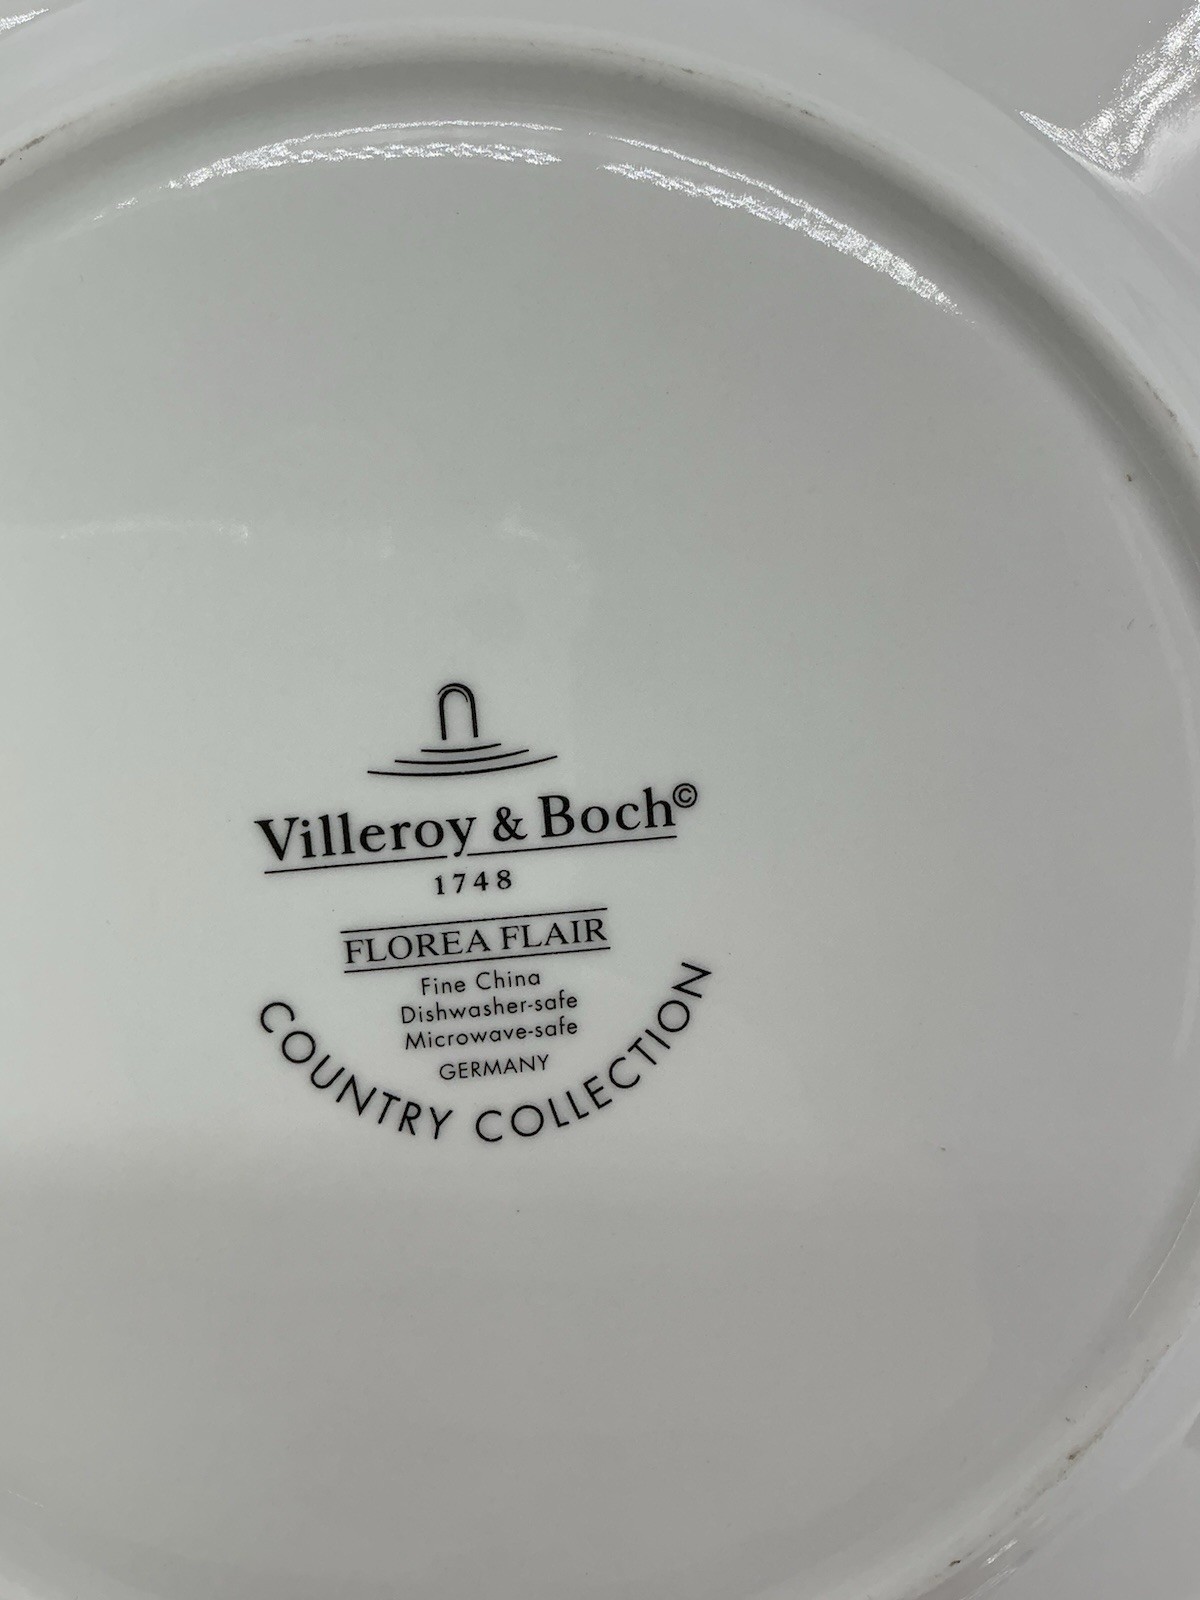 Villeroy & Boch©
1748
FLOREA FLAIR
Fine China
Dishwasher-safe
Microwave-safe
GERMANY
COUNTRY COLLECTION